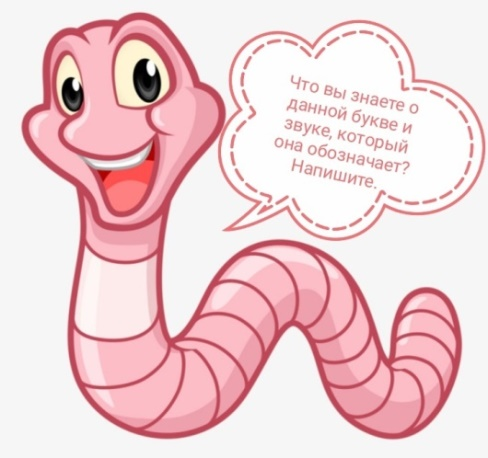 Что вы знаете о
данной букве и
звуке, который
она обозначает?
Напишите.